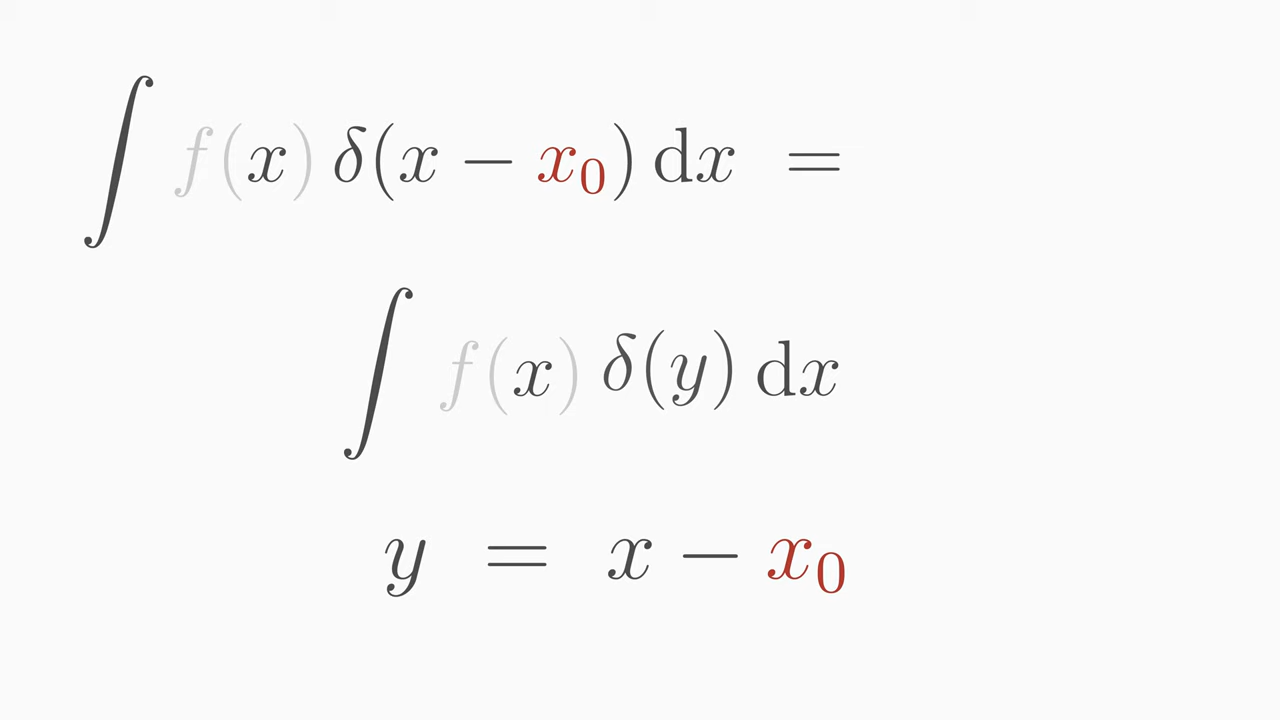 ∫ f(x) δ(x − x₀) dx =
∫ f(x) δ(y) dx
y = x − x₀